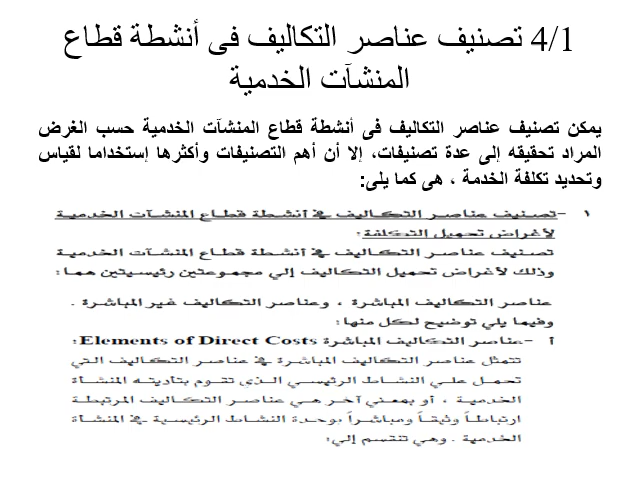 4/1 تصنيف عناصر التكاليف فى أنشطة قطاع
المنشآت الخدمية
يمكن تصنيف عناصر التكاليف فى أنشطة قطاع المنشآت الخدمية حسب الغرض
المراد تحقيقه إلى عدة تصنيفات، إلا أن أهم التصنيفات وأكثرها إستخداما لقياس
وتحديد تكلفة الخدمة ، هى كما يلى:
١ -تصنيف عناصر التكاليف في أنشطة قطاع المنشآت الخدمية
لأغراض تحميل التكلفة:
تصنيف عناصر التكاليف في أنشطة قطاع المنشآت الخدمية
وذلك لأغراض تحميل التكاليف إلي مجموعتين رئيسيتين هما:
عناصر التكاليف المباشرة ، وعناصر التكاليف غير المباشرة .
وفيما يلي توضيح لكل منها:
أ -عناصر التكاليف المباشرة Elements of Direct Costs:
تتمثل عناصر التكاليف المباشرة في عناصر التكاليف التي
تحمل علي النشاط الرئيسي الذي تقوم بتأديته المنشأة
الخدمية ، أو بمعني آخر هي عناصر التكاليف المرتبطة
ارتباطاً وثيقاً ومباشراً بوحدة النشاط الرئيسية في المنشأة
الخدمية . وهي تنقسم إلي: